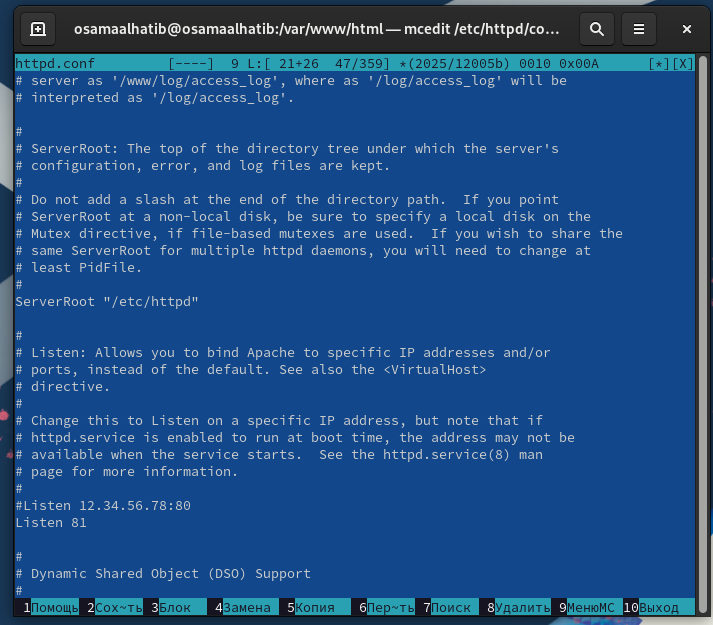 osamaalhatib@osamaalhatib:/var/www/html — mcedit /etc/httpd/co…
httpd.conf [----] 9 L:[ 21+26 47/359] *(2025/12005b) 0010 0x00A [*][X]
# server as '/www/log/access_log', where as '/log/access_log' will be
# interpreted as '/log/access_log'.
#
# ServerRoot: The top of the directory tree under which the server's
# configuration, error, and log files are kept.
#
# Do not add a slash at the end of the directory path.  If you point
# ServerRoot at a non-local disk, be sure to specify a local disk on the
# Mutex directive, if file-based mutexes are used.  If you wish to share the
# same ServerRoot for multiple httpd daemons, you will need to change at
# least PidFile.
#
ServerRoot "/etc/httpd"
#
# Listen: Allows you to bind Apache to specific IP addresses and/or
# ports, instead of the default. See also the <VirtualHost>
# directive.
#
# Change this to Listen on a specific IP address, but note that if
# httpd.service is enabled to run at boot time, the address may not be
# available when the service starts.  See the httpd.service(8) man
# page for more information.
#
#Listen 12.34.56.78:80
Listen 81
#
# Dynamic Shared Object (DSO) Support
#
1Помощь 2Сох~ть 3Блок 4Замена 5Копия 6Пер~ть 7Поиск 8Удалить 9МенюMC 10Выход